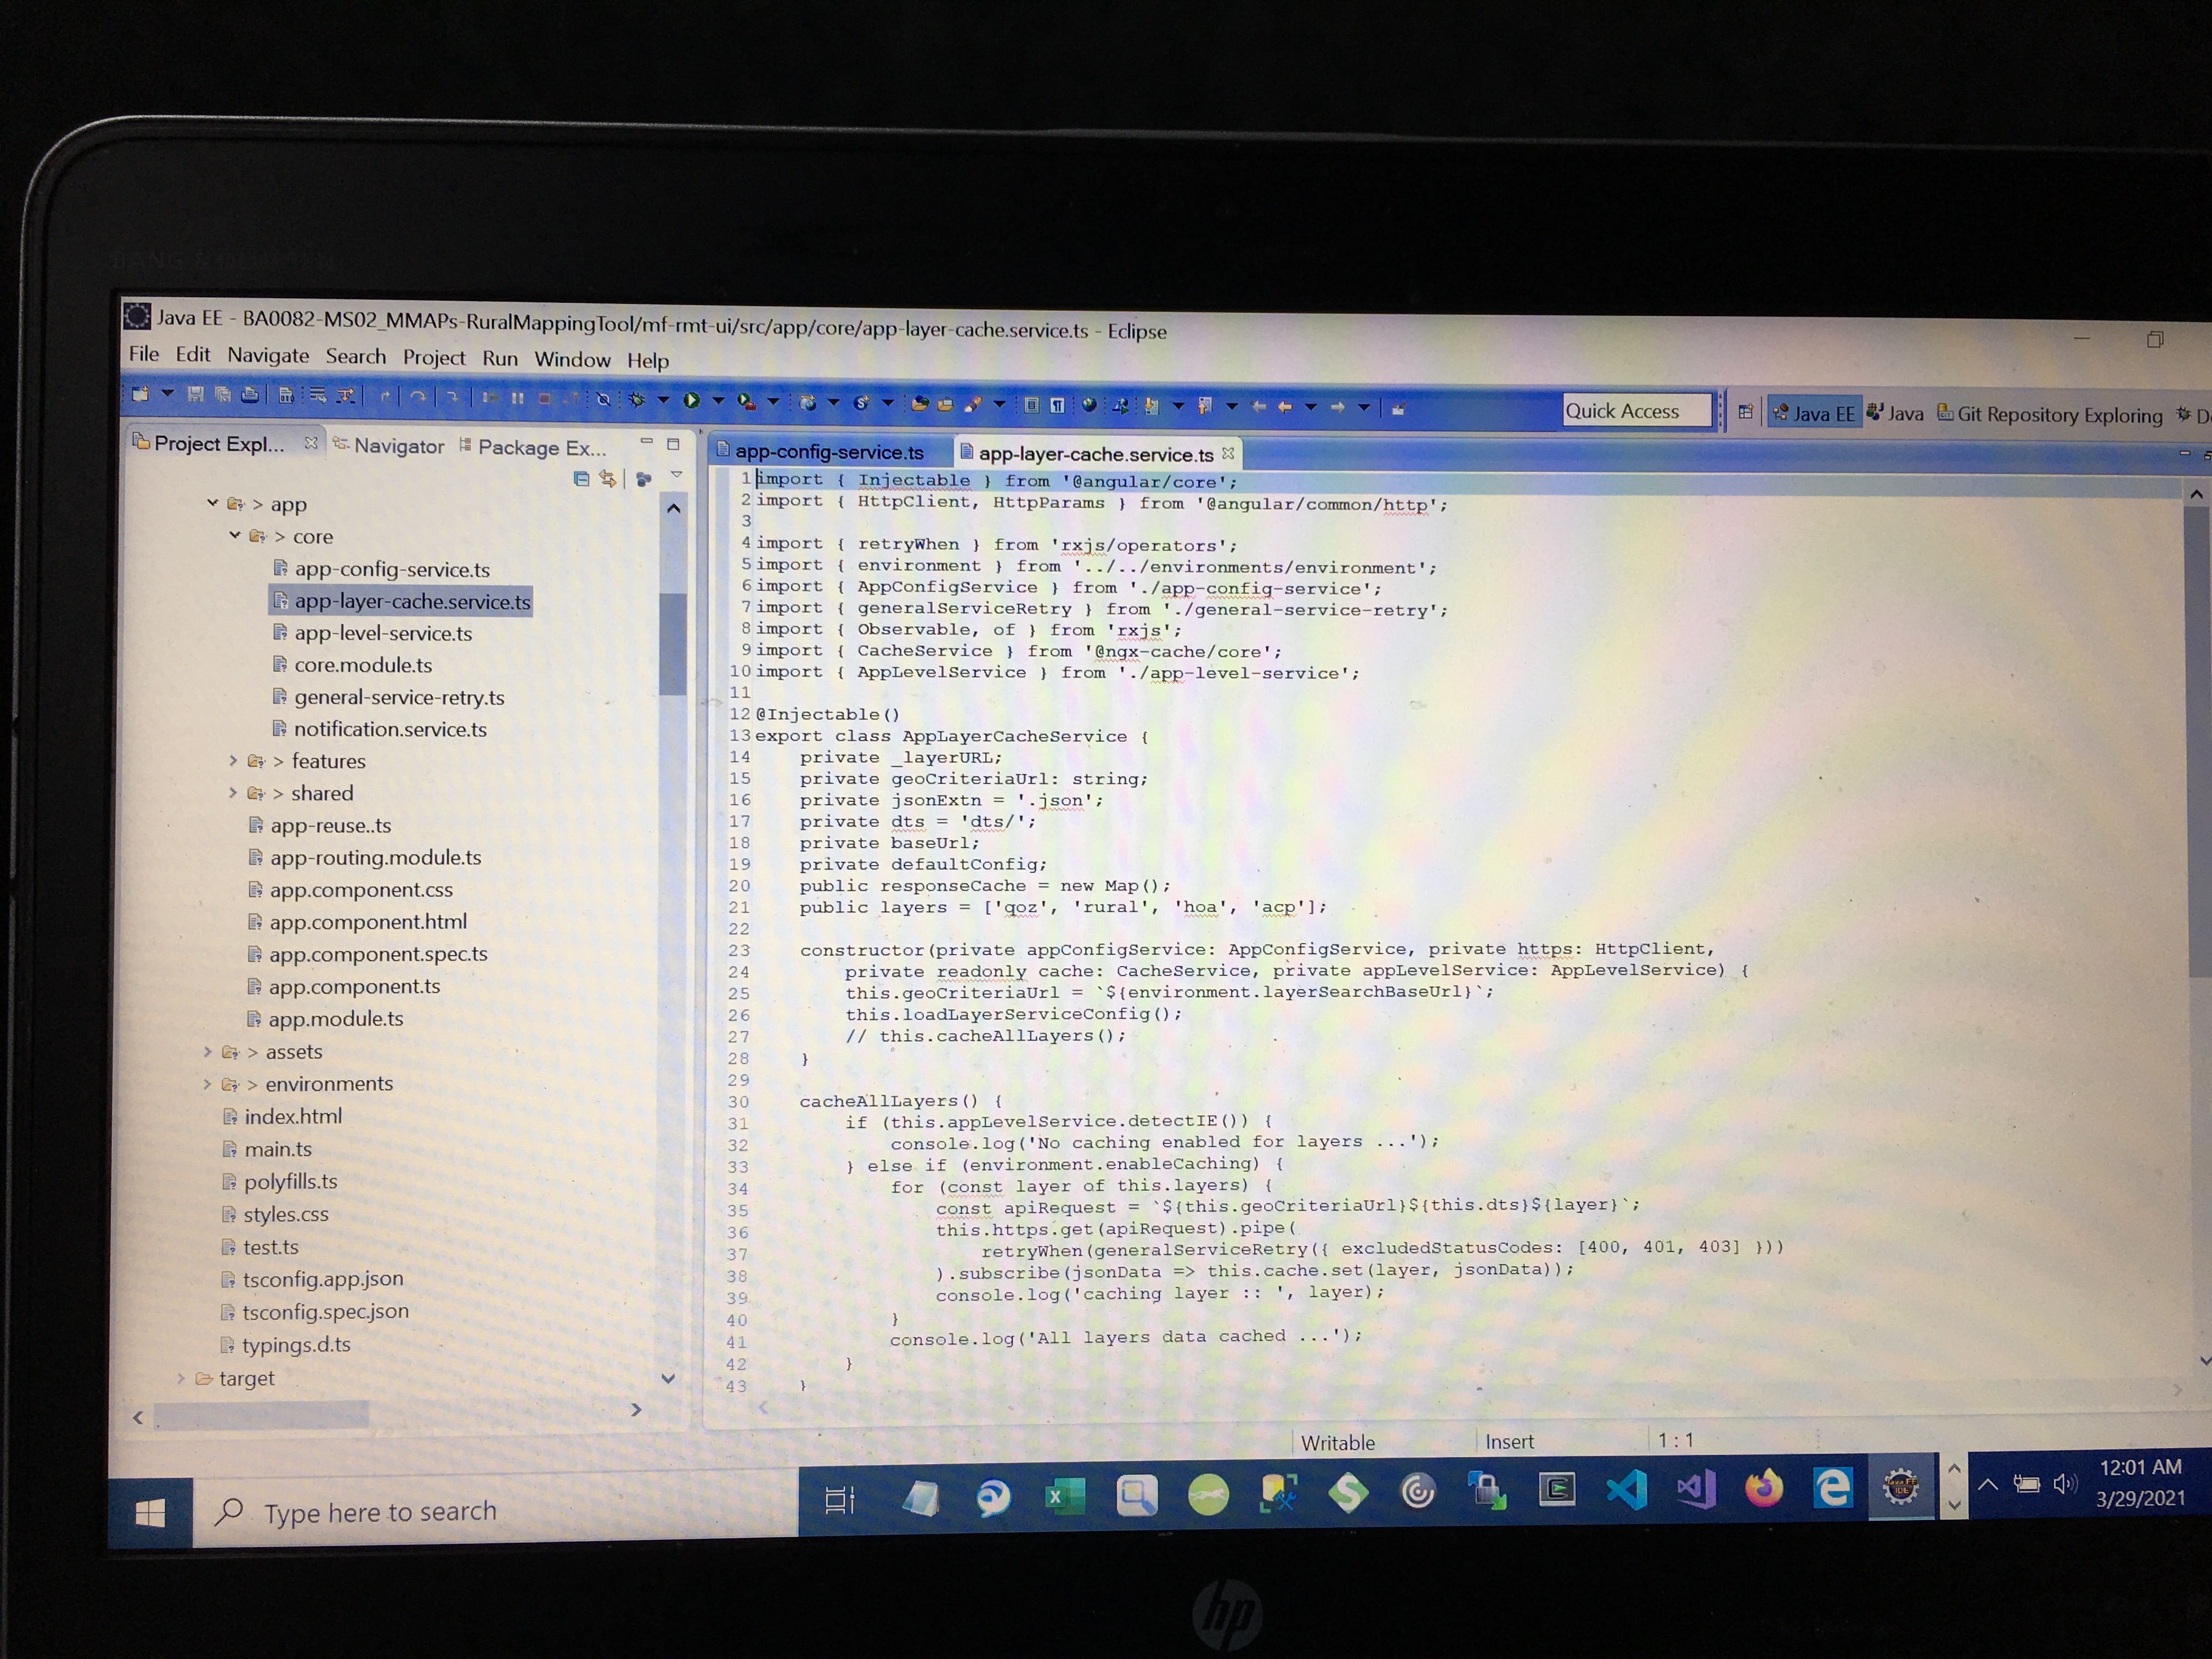 BANG & OLUFSEN
Java EE - BA0082-MS02_MMAPs-RuralMappingTool/mf-rmt-ui/src/app/core/app-layer-cache.service.ts - Eclipse
File Edit Navigate Search Project Run Window Help
Quick Access
Java EE Java Git Repository Exploring
Project Expl... Navigator Package Ex...
> app
> core
app-config-service.ts
app-layer-cache.service.ts
app-level-service.ts
core.module.ts
general-service-retry.ts
notification.service.ts
> features
> shared
app-reuse..ts
app-routing.module.ts
app.component.css
app.component.html
app.component.spec.ts
app.component.ts
app.module.ts
> assets
> environments
index.html
main.ts
polyfills.ts
styles.css
test.ts
tsconfig.app.json
tsconfig.spec.json
typings.d.ts
target
app-config-service.ts app-layer-cache.service.ts
1 import { Injectable } from '@angular/core';
2 import { HttpClient, HttpParams } from '@angular/common/http';
3
4 import { retryWhen } from 'rxjs/operators';
5 import { environment } from '../../environments/environment';
6 import { AppConfigService } from './app-config-service';
7 import { generalServiceRetry } from './general-service-retry';
8 import { Observable, of } from 'rxjs';
9 import { CacheService } from '@ngx-cache/core';
10 import { AppLevelService } from './app-level-service';
11
12 @Injectable()
13 export class AppLayerCacheService {
14 private _layerURL;
15 private geoCriteriaUrl: string;
16 private jsonExtn = '.json';
17 private dts = 'dts/';
18 private baseUrl;
19 private defaultConfig;
20 public responseCache = new Map();
21 public layers = ['qoz', 'rural', 'hoa', 'acp'];
22
23 constructor(private appConfigService: AppConfigService, private https: HttpClient,
24 private readonly cache: CacheService, private appLevelService: AppLevelService) {
25 this.geoCriteriaUrl = `${environment.layerSearchBaseUrl}`;
26 this.loadLayerServiceConfig();
27 // this.cacheAllLayers();
28 }
29
30 cacheAllLayers() {
31 if (this.appLevelService.detectIE()) {
32 console.log('No caching enabled for layers ...');
33 } else if (environment.enableCaching) {
34 for (const layer of this.layers) {
35 const apiRequest = `${this.geoCriteriaUrl}${this.dts}${layer}`;
36 this.https.get(apiRequest).pipe(
37 retryWhen(generalServiceRetry({ excludedStatusCodes: [400, 401, 403] }))
38 ).subscribe(jsonData => this.cache.set(layer, jsonData));
39 console.log('caching layer :: ', layer);
40 }
41 console.log('All layers data cached ...');
42 }
43 }
Writable Insert 1 : 1
Type here to search
12:01 AM
3/29/2021
hp